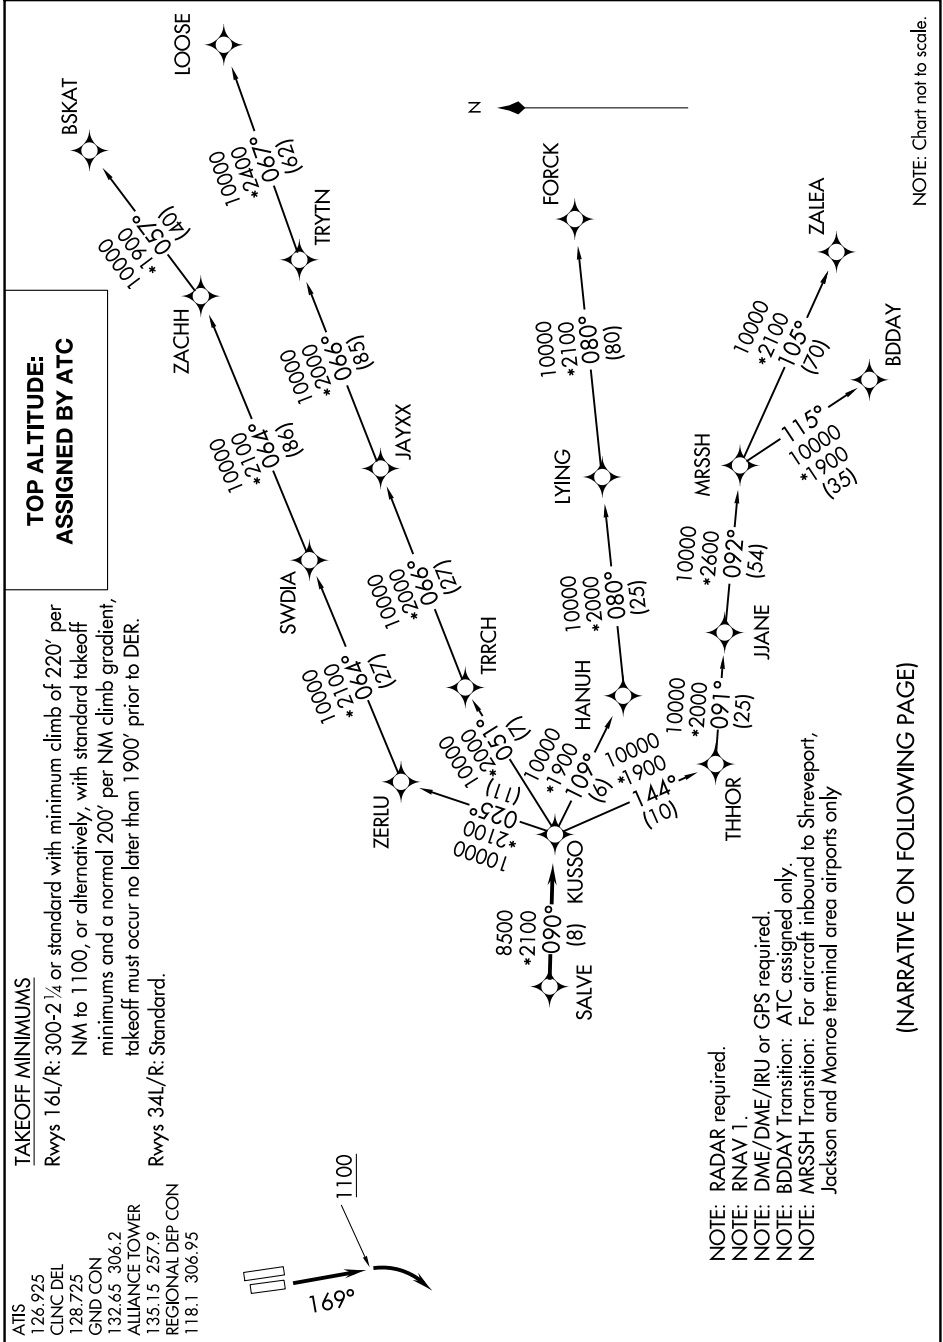 ATIS
126.925
CLNC DEL
128.725
GND CON
132.65 306.2
ALLIANCE TOWER
135.15 257.9
REGIONAL DEP CON
118.1 306.95
TAKEOFF MINIMUMS
Rwys 16L/R: 300-2¼ or standard with minimum climb of 220' per
NM to 1100, or alternatively, with standard takeoff
minimums and a normal 200' per NM climb gradient,
takeoff must occur no later than 1900' prior to DER.
Rwys 34L/R: Standard.
TOP ALTITUDE:
ASSIGNED BY ATC
1100
169°
SALVE
8500
*2100
090°
(8)
KUSSO
10000
*2100
025°
(11)
ZERLU
10000
*2100
064°
(27)
SWDIA
10000
*2100
064°
(86)
ZACHH
10000
*1900
057°
(40)
BSKAT
10000
*2000
051°
(7)
TRRCH
10000
*2000
066°
(27)
JAYXX
10000
*2000
066°
(85)
TRYTN
10000
*2400
067°
(62)
LOOSE
10000
*1900
109°
(6)
HANUH
10000
*2000
080°
(25)
LYING
10000
*2100
080°
(80)
FORCK
10000
*1900
144°
(10)
THHOR
10000
*2000
091°
(25)
JJANE
10000
*2600
092°
(54)
MRSSH
10000
*2100
105°
(70)
ZALEA
115°
10000
*1900
(35)
BDDAY
N
NOTE: RADAR required.
NOTE: RNAV 1.
NOTE: DME/DME/IRU or GPS required.
NOTE: BDDAY Transition: ATC assigned only.
NOTE: MRSSH Transition: For aircraft inbound to Shreveport,
Jackson and Monroe terminal area airports only
(NARRATIVE ON FOLLOWING PAGE)
NOTE: Chart not to scale.